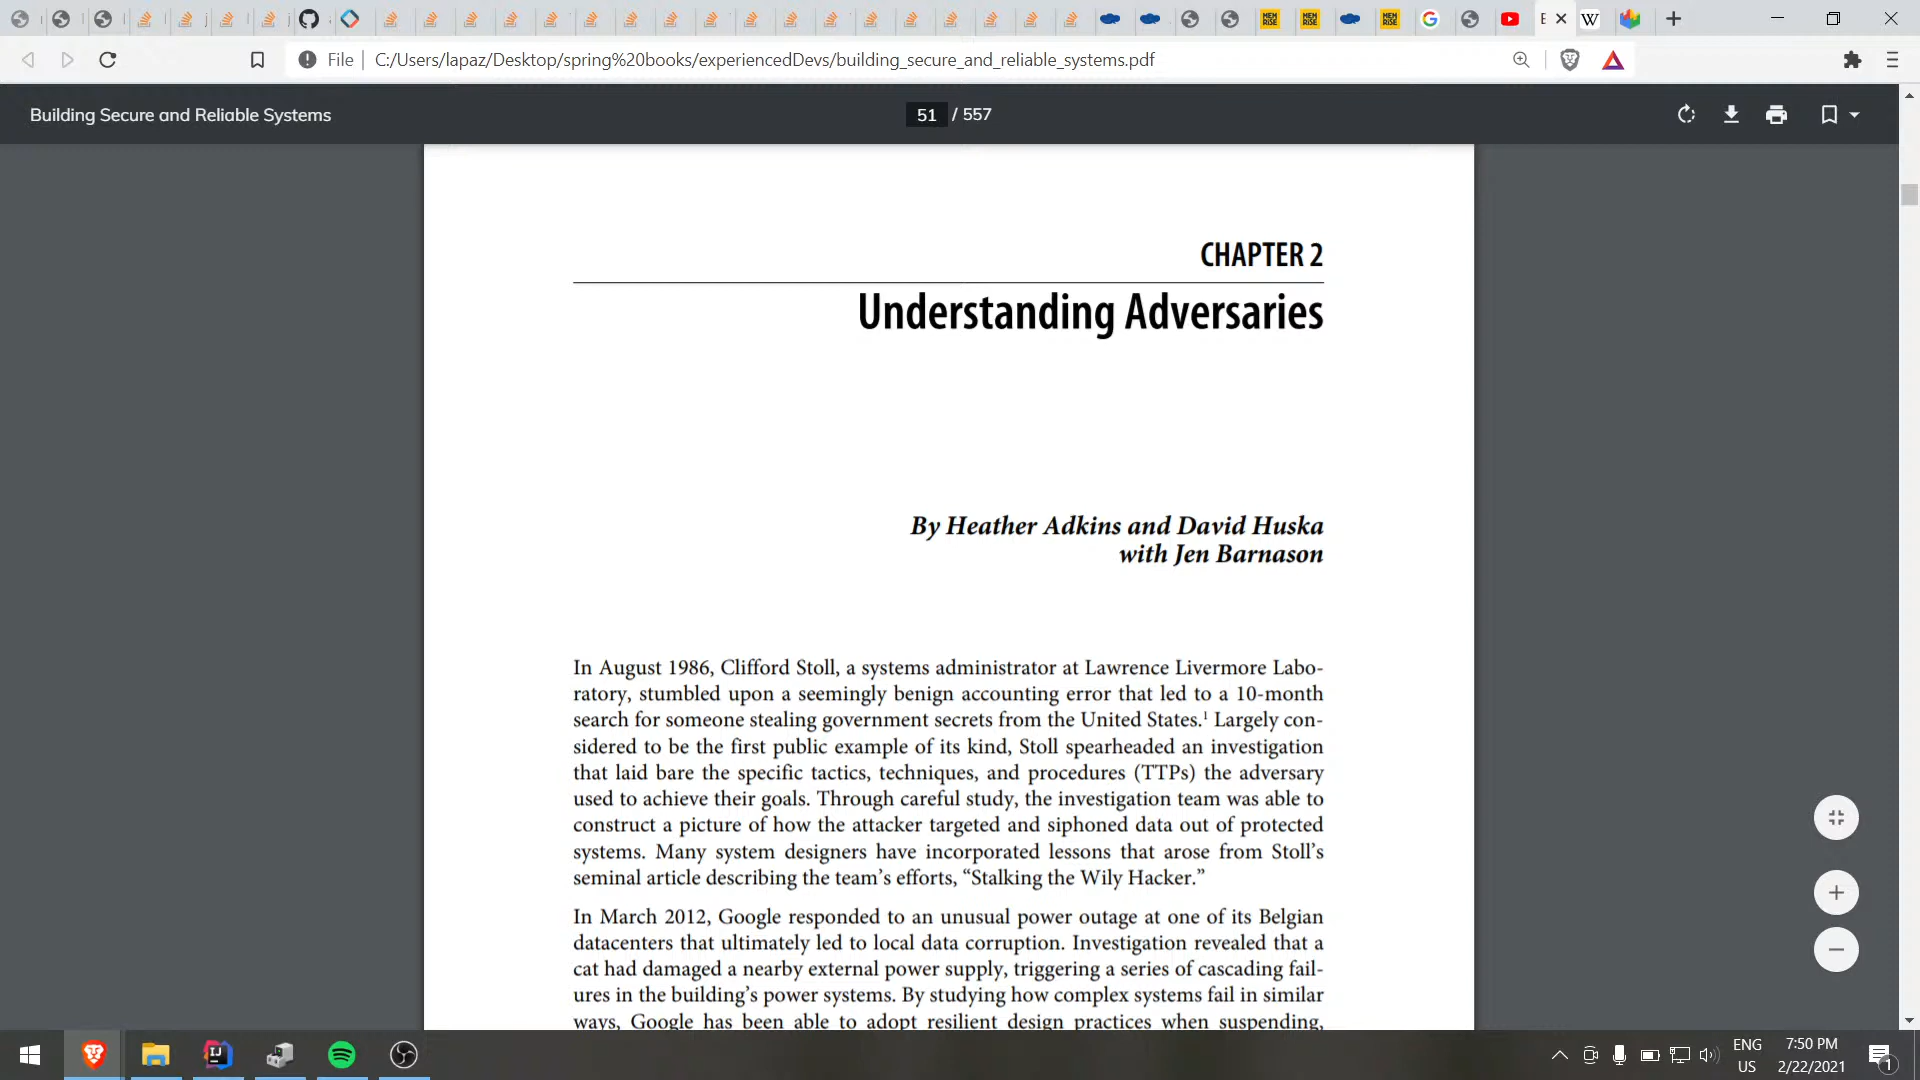 E
File
C:/Users/lapaz/Desktop/spring%20books/experiencedDevs/building_secure_and_reliable_systems.pdf
Building Secure and Reliable Systems
51 / 557
CHAPTER 2
Understanding Adversaries
By Heather Adkins and David Huska
with Jen Barnason
In August 1986, Clifford Stoll, a systems administrator at Lawrence Livermore Labo-
ratory, stumbled upon a seemingly benign accounting error that led to a 10-month
search for someone stealing government secrets from the United States.¹ Largely con-
sidered to be the first public example of its kind, Stoll spearheaded an investigation
that laid bare the specific tactics, techniques, and procedures (TTPs) the adversary
used to achieve their goals. Through careful study, the investigation team was able to
construct a picture of how the attacker targeted and siphoned data out of protected
systems. Many system designers have incorporated lessons that arose from Stoll’s
seminal article describing the team’s efforts, “Stalking the Wily Hacker.”
In March 2012, Google responded to an unusual power outage at one of its Belgian
datacenters that ultimately led to local data corruption. Investigation revealed that a
cat had damaged a nearby external power supply, triggering a series of cascading fail-
ures in the building’s power systems. By studying how complex systems fail in similar
ways, Google has been able to adopt resilient design practices when suspending,
ENG
US
7:50 PM
2/22/2021
1